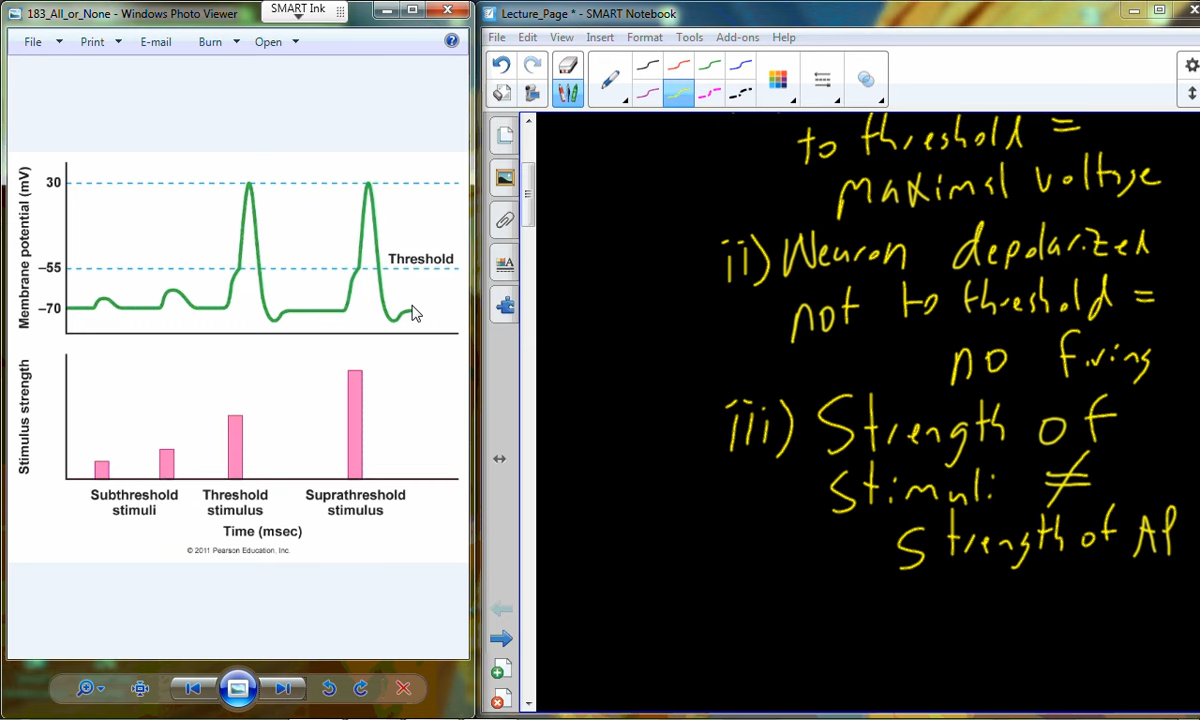 183_All_or_None - Windows Photo Viewer
SMART Ink
File Print E-mail Burn Open
30
-55
-70
Membrane potential (mV)
Threshold
Stimulus strength
Subthreshold Threshold Suprathreshold
stimuli stimulus stimulus
Time (msec)
© 2011 Pearson Education, Inc.
Lecture_Page * - SMART Notebook
File Edit View Insert Format Tools Add-ons Help
to threshold =
maximal voltage
ii) Neuron depolarized
not to threshold =
no firing
iii) Strength of
Stimuli ≠
Strength of AP